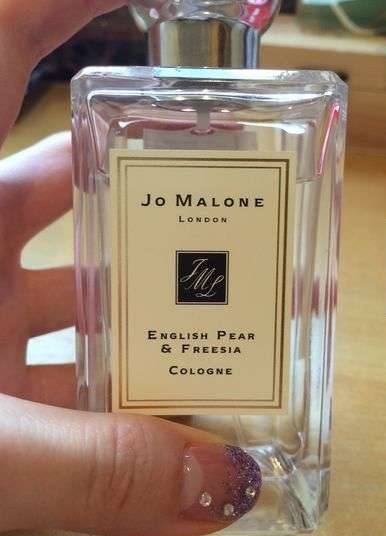 JO MALONE
LONDON
JML
ENGLISH PEAR
& FREESIA
COLOGNE